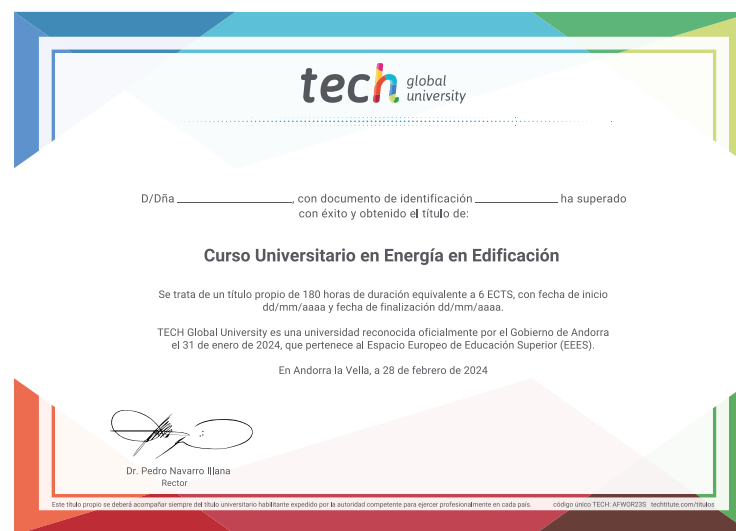 tech global university
D/Dña ____________, con documento de identificación ____________ ha superado
con éxito y obtenido el título de:
Curso Universitario en Energía en Edificación
Se trata de un título propio de 180 horas de duración equivalente a 6 ECTS, con fecha de inicio
dd/mm/aaaa y fecha de finalización dd/mm/aaaa.
TECH Global University es una universidad reconocida oficialmente por el Gobierno de Andorra
el 31 de enero de 2024, que pertenece al Espacio Europeo de Educación Superior (EEES).
En Andorra la Vella, a 28 de febrero de 2024
Dr. Pedro Navarro Illana
Rector
Este título propio se deberá acompañar siempre del título universitario habilitante expedido por la autoridad competente para ejercer profesionalmente en cada país. código único TECH: AFWOR23S techtitute.com/titulos